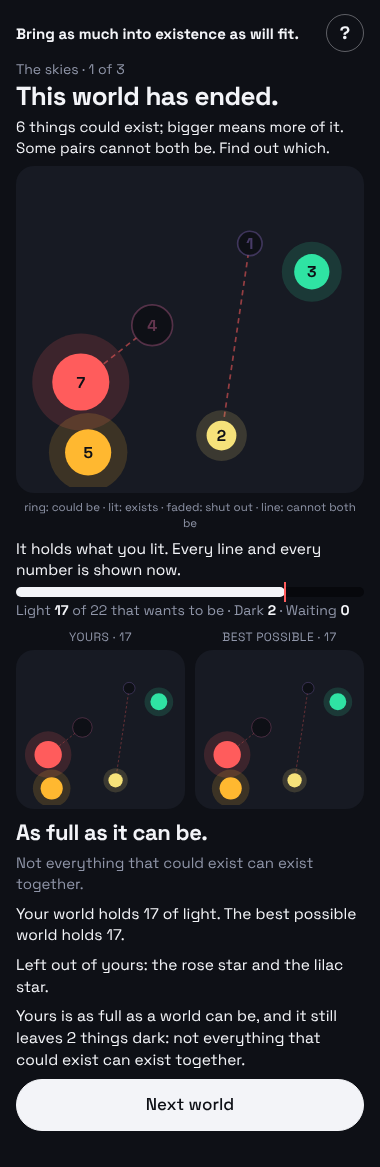 Bring as much into existence as will fit.
?
The skies · 1 of 3
This world has ended.
6 things could exist; bigger means more of it.
Some pairs cannot both be. Find out which.
1
3
4
7
2
5
ring: could be · lit: exists · faded: shut out · line: cannot both
be
It holds what you lit. Every line and every
number is shown now.
Light 17 of 22 that wants to be · Dark 2 · Waiting 0
YOURS · 17
BEST POSSIBLE · 17
As full as it can be.
Not everything that could exist can exist
together.
Your world holds 17 of light. The best possible
world holds 17.
Left out of yours: the rose star and the lilac
star.
Yours is as full as a world can be, and it still
leaves 2 things dark: not everything that
could exist can exist together.
Next world